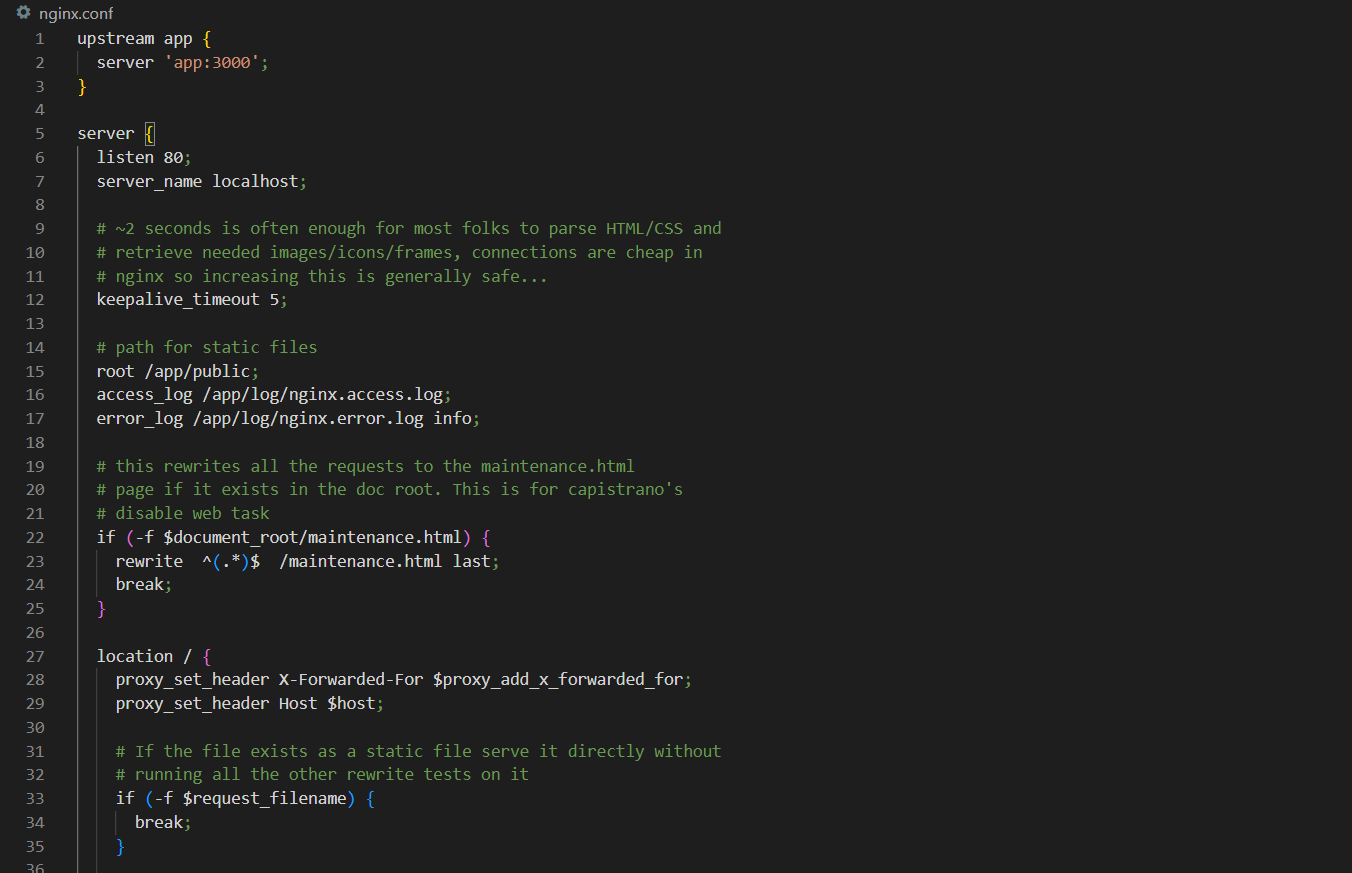 nginx.conf
1 upstream app {
2   server 'app:3000';
3 }
4
5 server {
6   listen 80;
7   server_name localhost;
8
9   # ~2 seconds is often enough for most folks to parse HTML/CSS and
10   # retrieve needed images/icons/frames, connections are cheap in
11   # nginx so increasing this is generally safe...
12   keepalive_timeout 5;
13
14   # path for static files
15   root /app/public;
16   access_log /app/log/nginx.access.log;
17   error_log /app/log/nginx.error.log info;
18
19   # this rewrites all the requests to the maintenance.html
20   # page if it exists in the doc root. This is for capistrano's
21   # disable web task
22   if (-f $document_root/maintenance.html) {
23     rewrite  ^(.*)$  /maintenance.html last;
24     break;
25   }
26
27   location / {
28     proxy_set_header X-Forwarded-For $proxy_add_x_forwarded_for;
29     proxy_set_header Host $host;
30
31     # If the file exists as a static file serve it directly without
32     # running all the other rewrite tests on it
33     if (-f $request_filename) {
34       break;
35     }
36